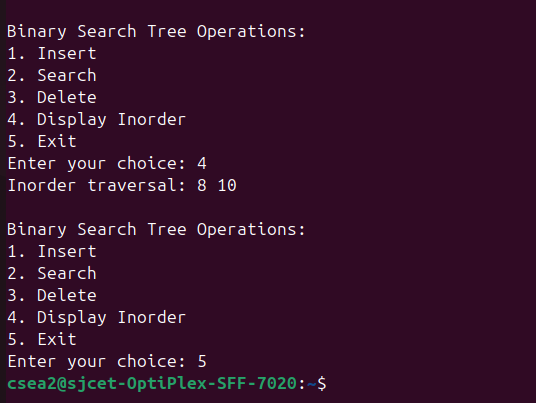 Binary Search Tree Operations:
1. Insert
2. Search
3. Delete
4. Display Inorder
5. Exit
Enter your choice: 4
Inorder traversal: 8 10
Binary Search Tree Operations:
1. Insert
2. Search
3. Delete
4. Display Inorder
5. Exit
Enter your choice: 5
csea2@sjcet-OptiPlex-SFF-7020:~$